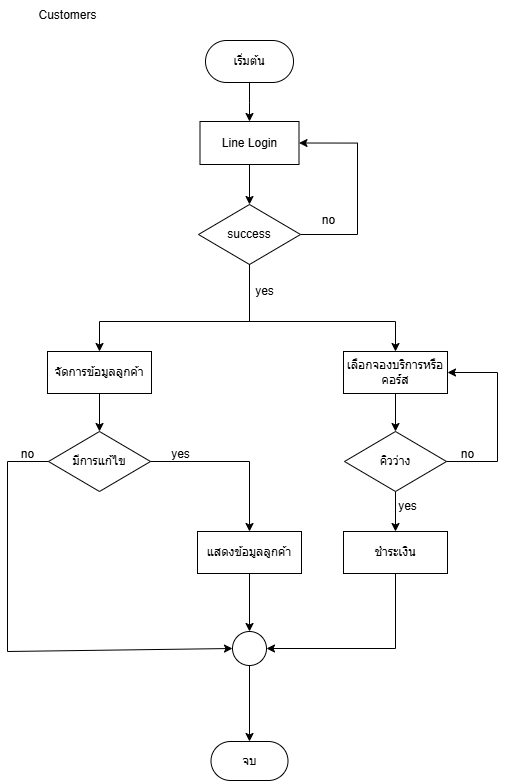 Customers
เริ่มต้น
Line Login
success
no
yes
จัดการข้อมูลลูกค้า
เลือกจองบริการหรือ
คอร์ส
no
มีการแก้ไข
yes
คิวว่าง
no
yes
แสดงข้อมูลลูกค้า
ชำระเงิน
จบ